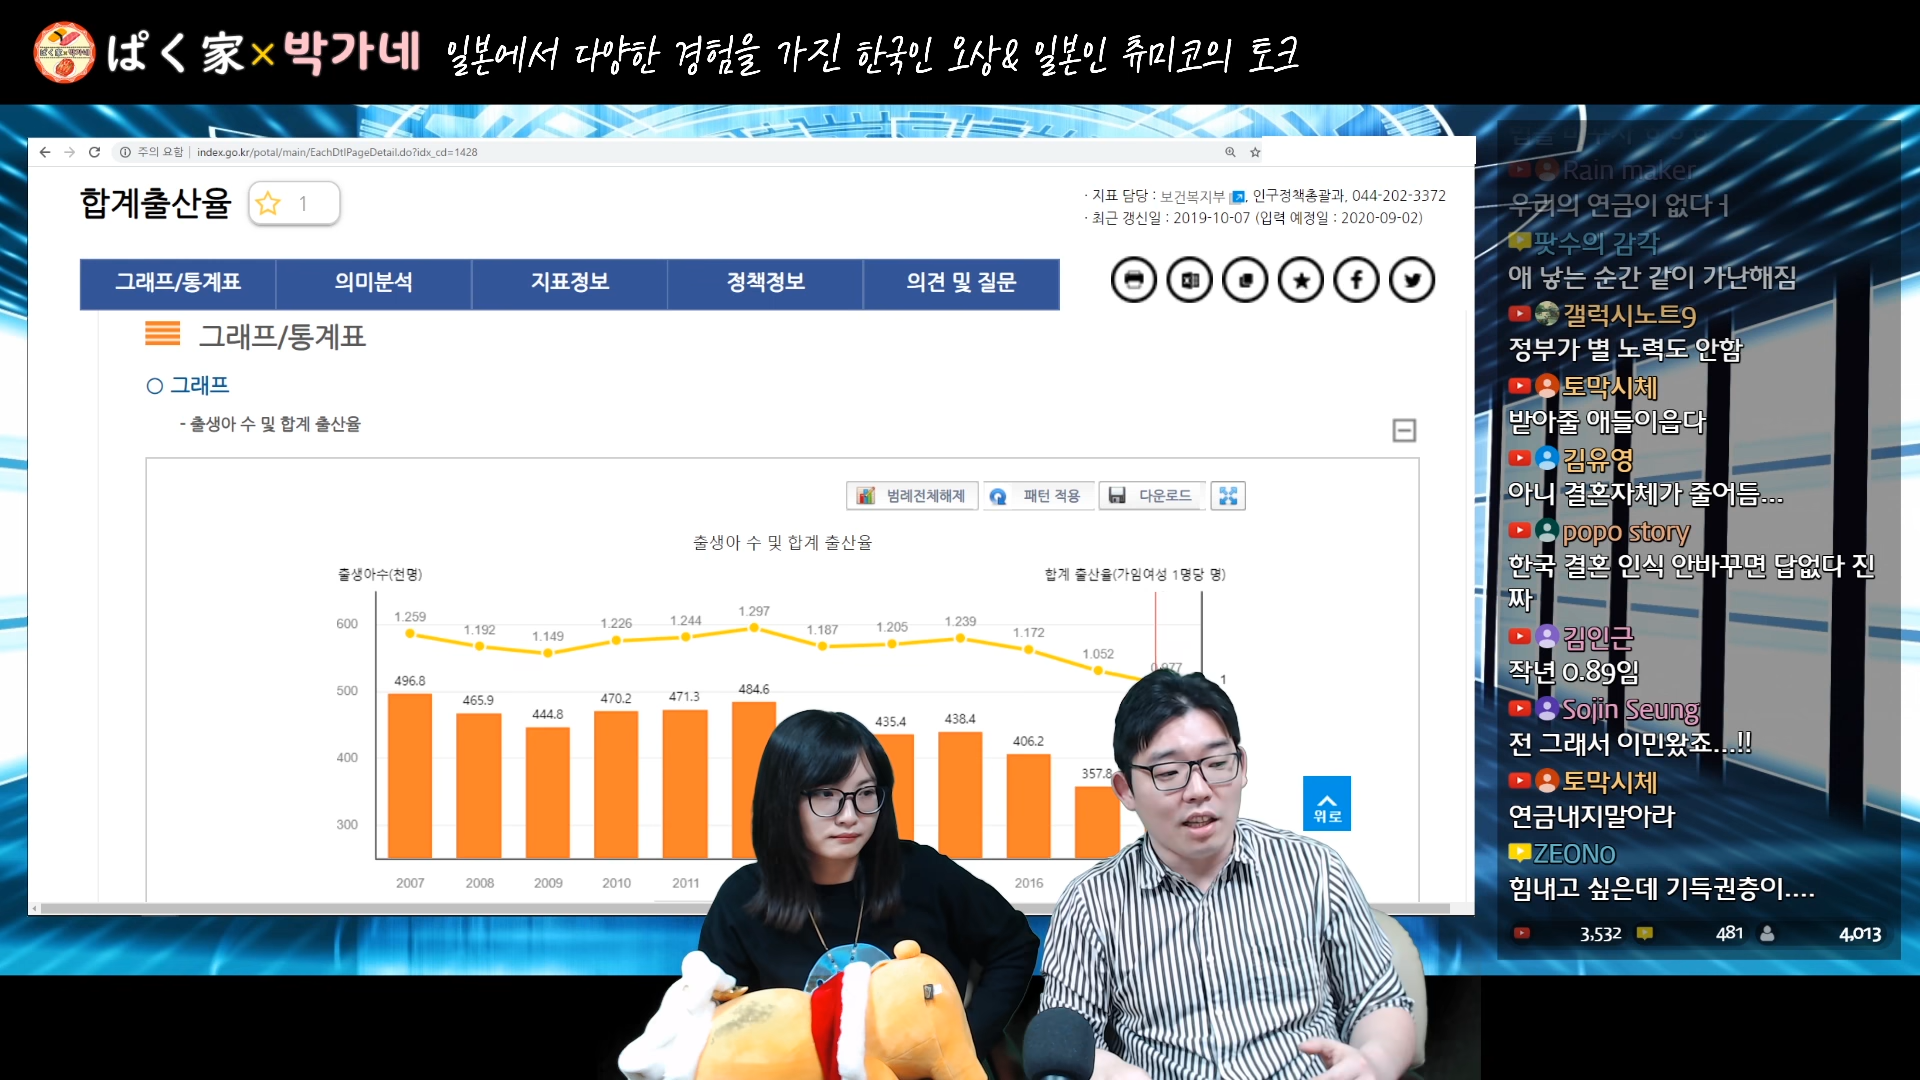 ぱく家×박가네 일본에서 다양한 경험을 가진 한국인 오상& 일본인 츄미코의 토크
주의 요함 | index.go.kr/potal/main/EachDtlPageDetail.do?idx_cd=1428
합계출산율 1
· 지표 담당 : 보건복지부, 인구정책총괄과, 044-202-3372
· 최근 갱신일 : 2019-10-07 (입력 예정일 : 2020-09-02)
그래프/통계표 의미분석 지표정보 정책정보 의견 및 질문
그래프/통계표
그래프
- 출생아 수 및 합계 출산율
범례전체해제 패턴 적용 다운로드
출생아 수 및 합계 출산율
출생아수(천명) 합계 출산율(가임여성 1명당 명)
600 500 400 300
1.259 1.192 1.149 1.226 1.244 1.297 1.187 1.205 1.239 1.172 1.052 0.977
1
496.8 465.9 444.8 470.2 471.3 484.6 435.4 438.4 406.2 357.8
2007 2008 2009 2010 2011 2016
위로
Rain maker
우리의 연금이 없다ㅓ
팟수의 감각
애 낳는 순간 같이 가난해짐
갤럭시노트9
정부가 별 노력도 안함
토막시체
받아줄 애들이읍다
김유영
아니 결혼자체가 줄어듬...
popo story
한국 결혼 인식 안바꾸면 답없다 진
짜
김인근
작년 0.89임
Sojin Seung
전 그래서 이민왔죠...!!
토막시체
연금내지말아라
ZEONo
힘내고 싶은데 기득권층이....
3,532 481 4,013